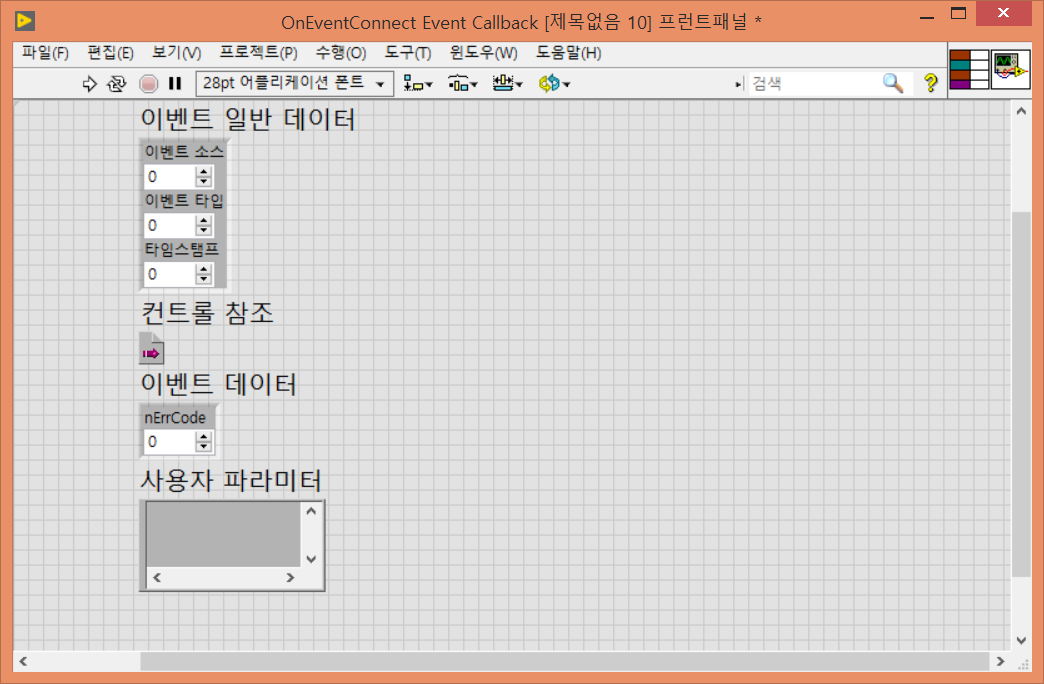 OnEventConnect Event Callback [제목없음 10] 프런트패널 *
파일(F) 편집(E) 보기(V) 프로젝트(P) 수행(O) 도구(T) 윈도우(W) 도움말(H)
28pt 어플리케이션 폰트 검색 ?
이벤트 일반 데이터
이벤트 소스
0
이벤트 타입
0
타임스탬프
0
컨트롤 참조
이벤트 데이터
nErrCode
0
사용자 파라미터